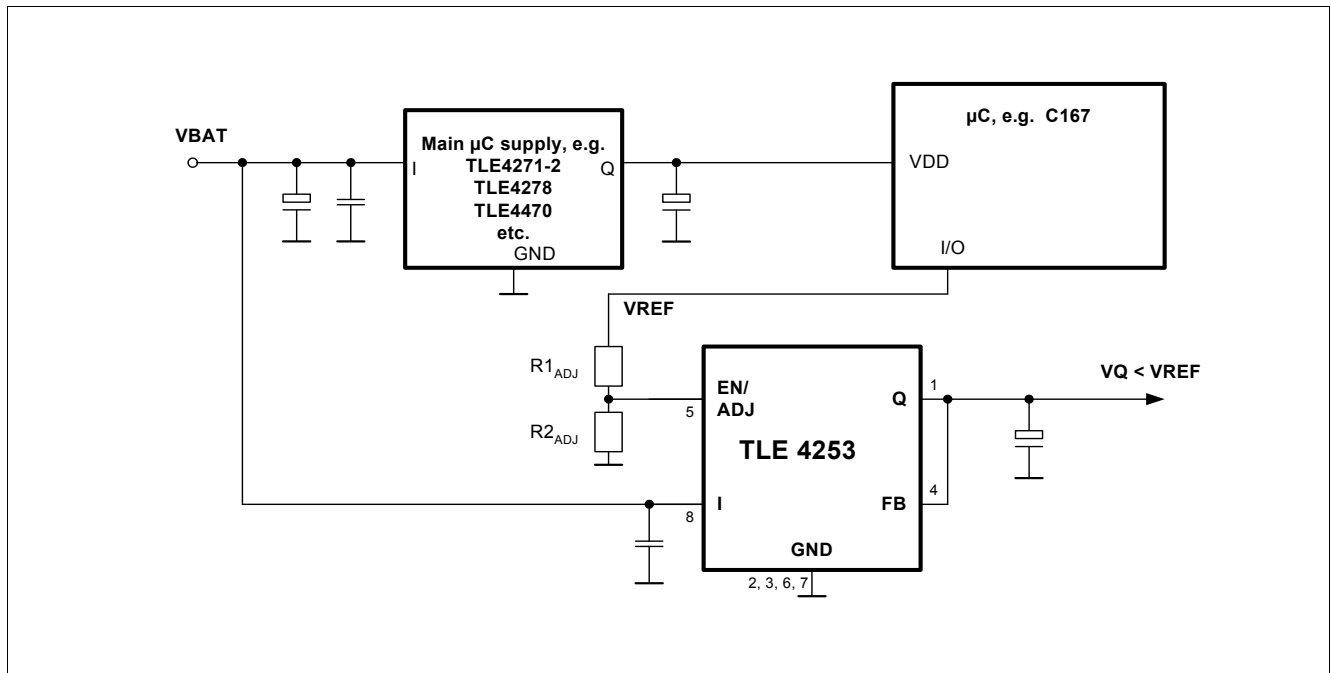 VBAT
Main µC supply, e.g.
TLE4271-2
TLE4278
TLE4470
etc.
I
Q
GND
µC, e.g. C167
VDD
I/O
VREF
R1ADJ
R2ADJ
EN/
ADJ
5
Q
1
VQ < VREF
TLE 4253
I
8
FB
4
GND
2, 3, 6, 7